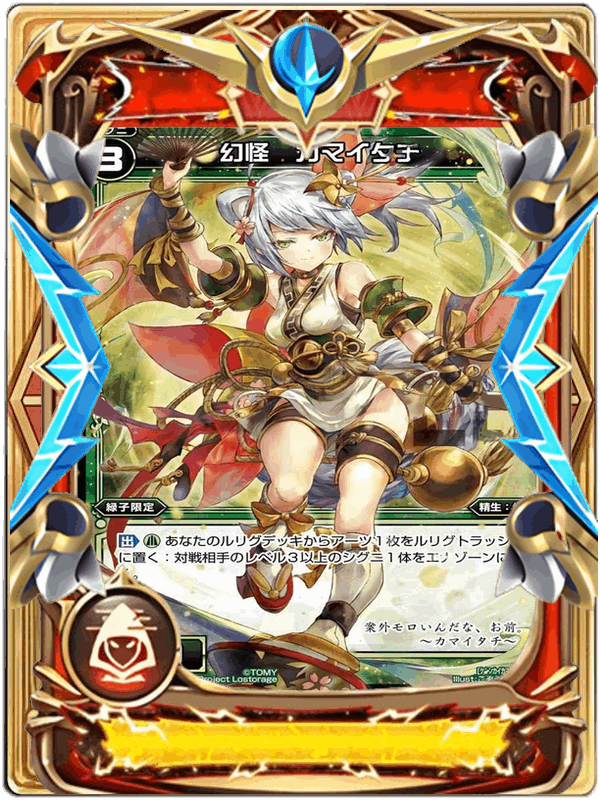 3
幻怪 カマイタチ
緑子限定
精生:
出 あなたのルリグデッキからアーツ1枚をルリグトラッシ
に置く:対戦相手のレベル3以上のシグニ1体をエナゾーンに
。
案外モロいんだな、お前。
~カマイタチ~
©TOMY
roject Lostorage
Illust: